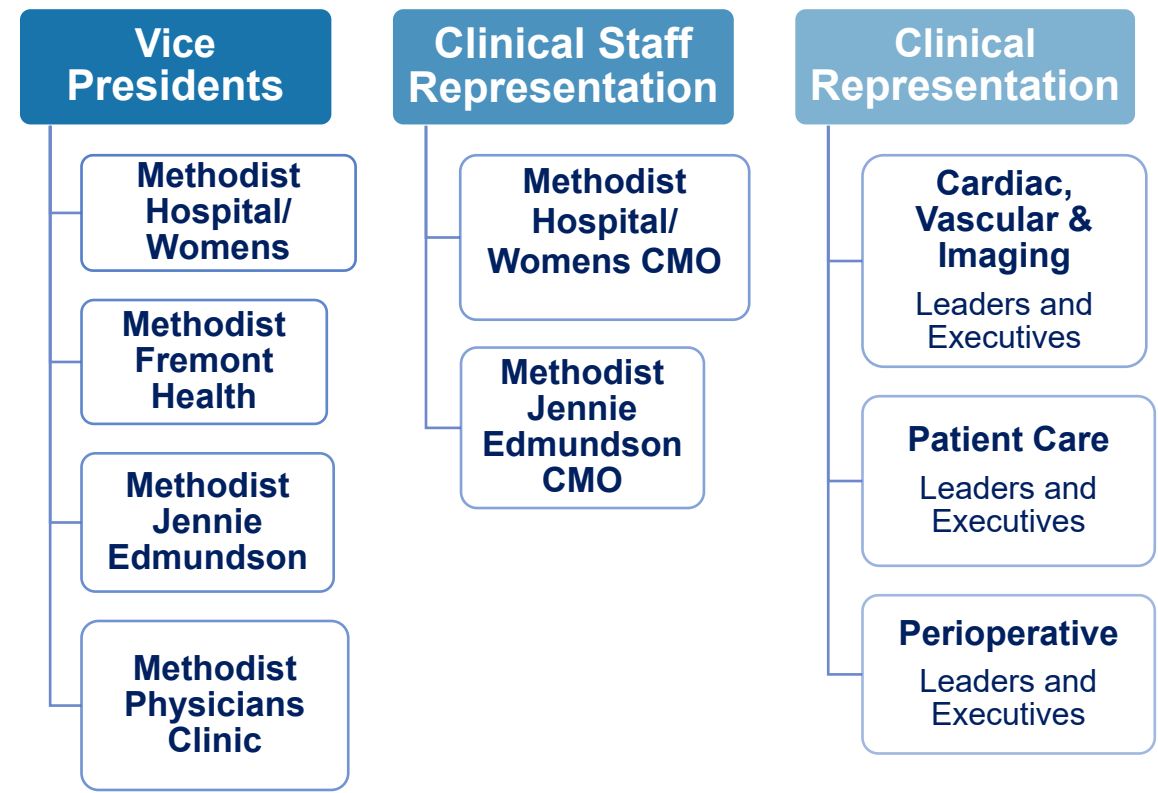 Vice
Presidents
Methodist
Hospital/
Womens
Methodist
Fremont
Health
Methodist
Jennie
Edmundson
Methodist
Physicians
Clinic
Clinical Staff
Representation
Methodist
Hospital/
Womens CMO
Methodist
Jennie
Edmundson
CMO
Clinical
Representation
Cardiac,
Vascular &
Imaging
Leaders and
Executives
Patient Care
Leaders and
Executives
Perioperative
Leaders and
Executives